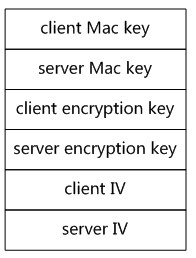 client Mac key
server Mac key
client encryption key
server encryption key
client IV
server IV